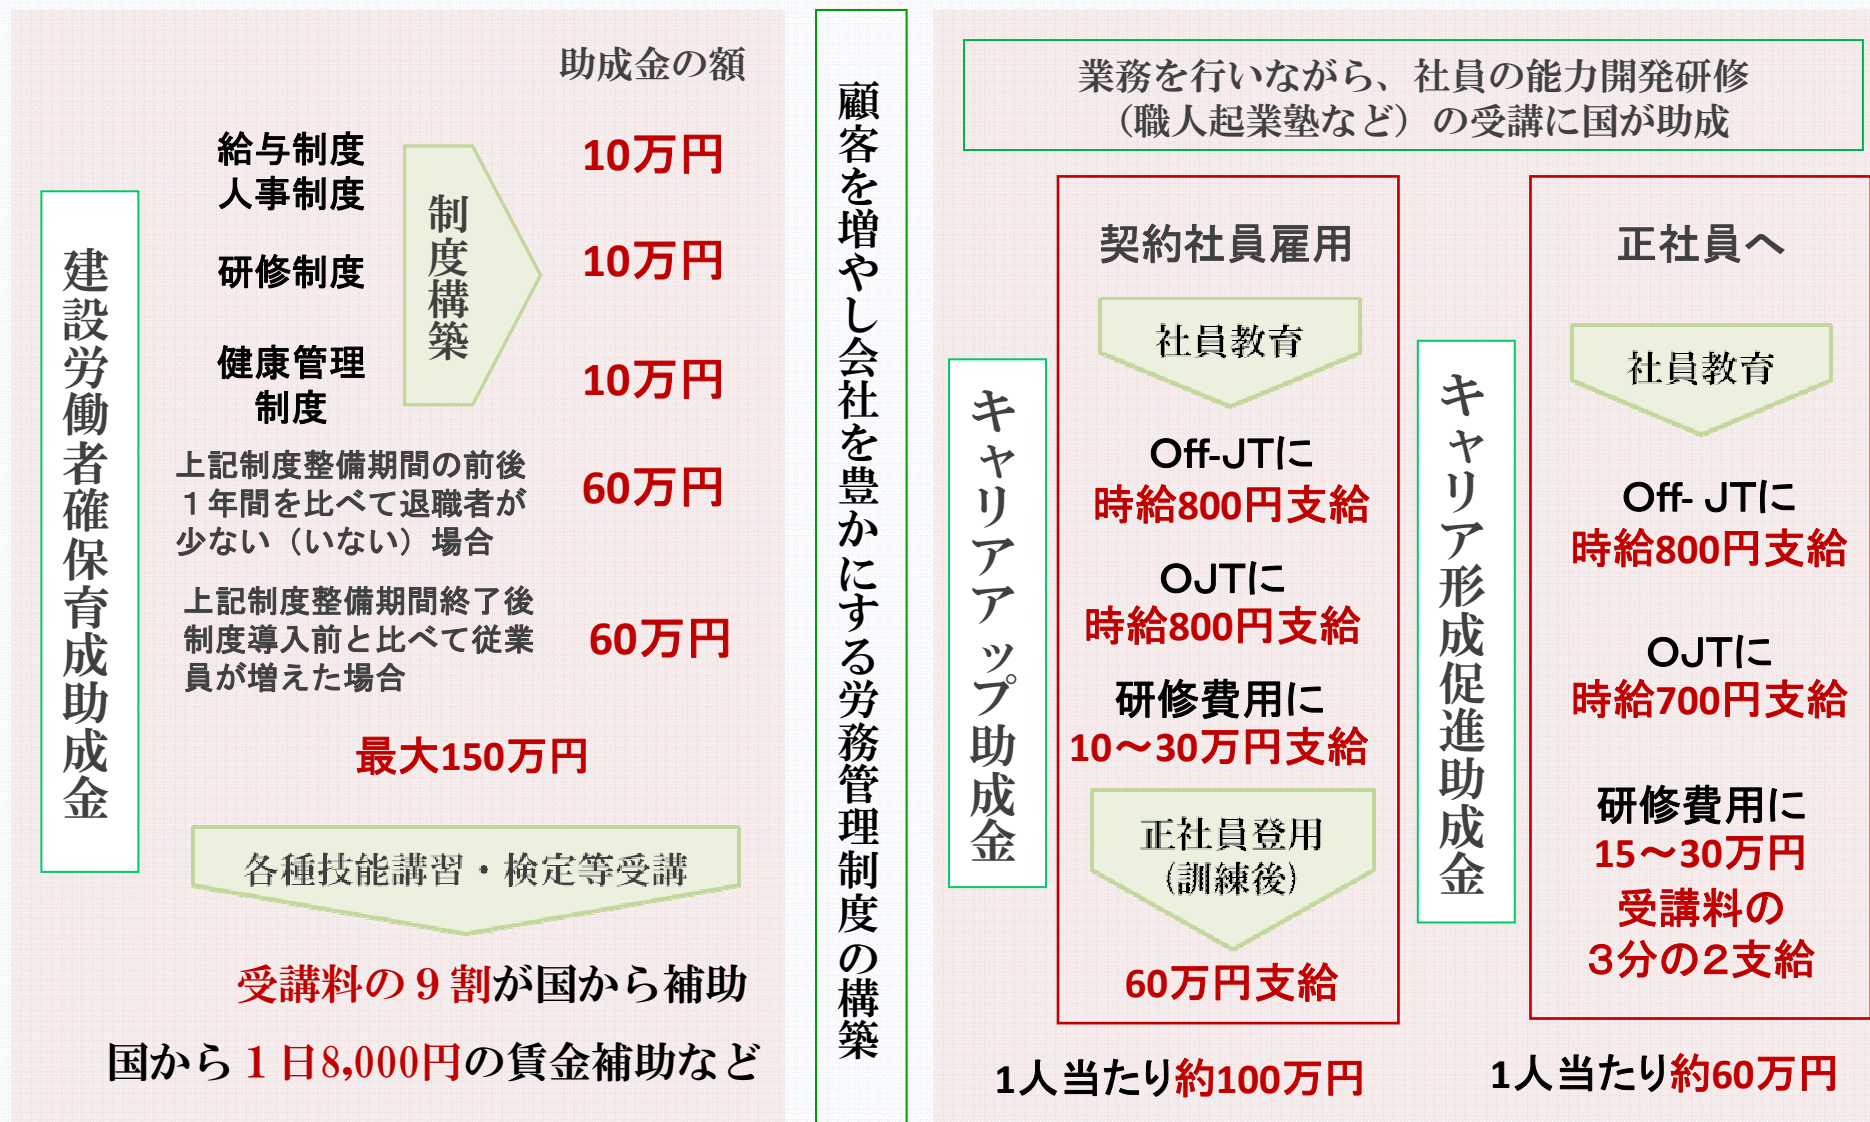 建設労働者確保育成助成金
助成金の額
給与制度
人事制度
研修制度
健康管理
制度
制度構築
10万円
10万円
10万円
上記制度整備期間の前後
１年間を比べて退職者が
少ない（いない）場合
60万円
上記制度整備期間終了後
制度導入前と比べて従業
員が増えた場合
60万円
最大150万円
各種技能講習・検定等受講
受講料の９割が国から補助
国から１日8,000円の賃金補助など
顧客を増やし会社を豊かにする労務管理制度の構築
業務を行いながら、社員の能力開発研修
（職人起業塾など）の受講に国が助成
キャリアアップ助成金
契約社員雇用
社員教育
Off-JTに
時給800円支給
OJTに
時給800円支給
研修費用に
10～30万円支給
正社員登用
(訓練後)
60万円支給
1人当たり約100万円
キャリア形成促進助成金
正社員へ
社員教育
Off- JTに
時給800円支給
OJTに
時給700円支給
研修費用に
15～30万円
受講料の
３分の２支給
1人当たり約60万円